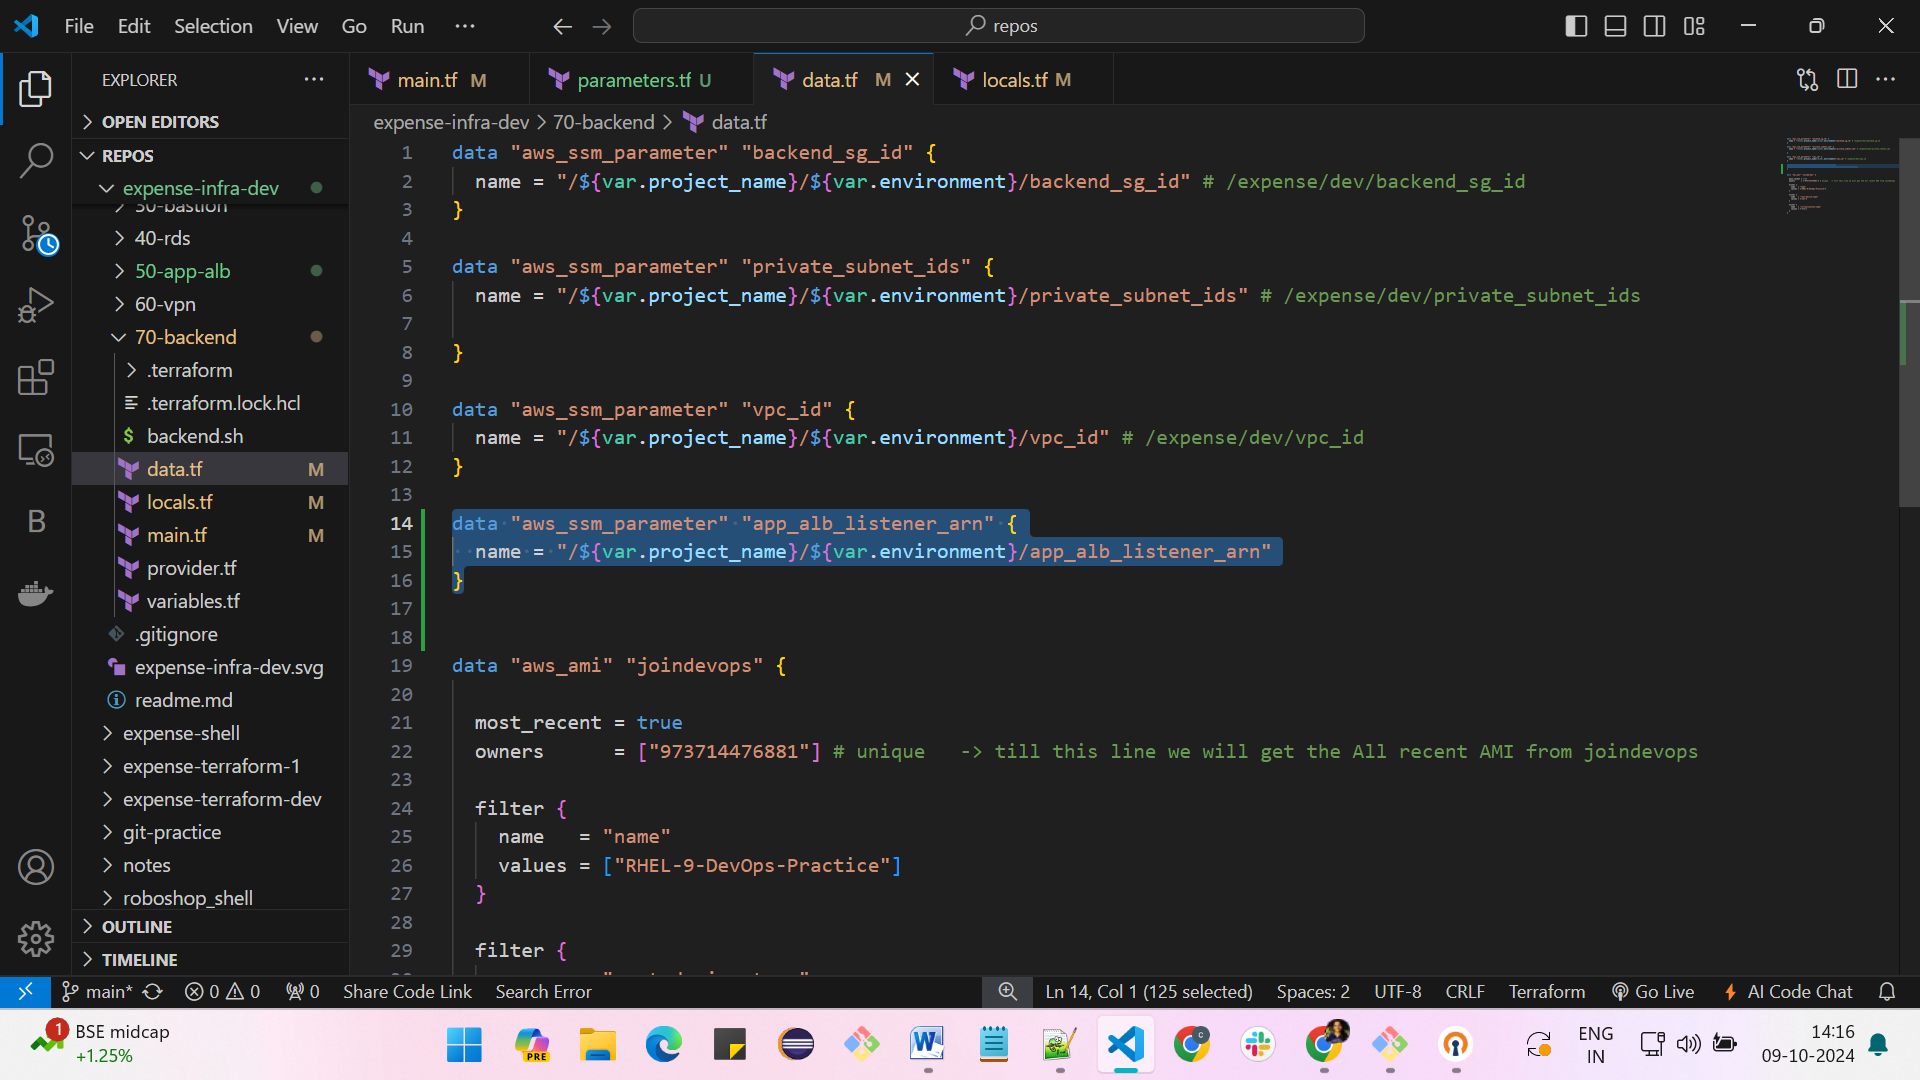 File Edit Selection View Go Run ··· repos
EXPLORER ···
OPEN EDITORS
REPOS
expense-infra-dev
30-bastion
40-rds
50-app-alb
60-vpn
70-backend
.terraform
.terraform.lock.hcl
$ backend.sh
data.tf M
locals.tf M
main.tf M
provider.tf
variables.tf
.gitignore
expense-infra-dev.svg
readme.md
expense-shell
expense-terraform-1
expense-terraform-dev
git-practice
notes
roboshop_shell
OUTLINE
TIMELINE
B
main.tf M parameters.tf U data.tf M locals.tf M
expense-infra-dev > 70-backend > data.tf
1 data "aws_ssm_parameter" "backend_sg_id" {
2 name = "/${var.project_name}/${var.environment}/backend_sg_id" # /expense/dev/backend_sg_id
3 }
4
5 data "aws_ssm_parameter" "private_subnet_ids" {
6 name = "/${var.project_name}/${var.environment}/private_subnet_ids" # /expense/dev/private_subnet_ids
7
8 }
9
10 data "aws_ssm_parameter" "vpc_id" {
11 name = "/${var.project_name}/${var.environment}/vpc_id" # /expense/dev/vpc_id
12 }
13
14 data "aws_ssm_parameter" "app_alb_listener_arn" {
15 name = "/${var.project_name}/${var.environment}/app_alb_listener_arn"
16 }
17
18
19 data "aws_ami" "joindevops" {
20
21 most_recent = true
22 owners = ["973714476881"] # unique -> till this line we will get the All recent AMI from joindevops
23
24 filter {
25 name = "name"
26 values = ["RHEL-9-DevOps-Practice"]
27 }
28
29 filter {
main* 0 0 0 Share Code Link Search Error Ln 14, Col 1 (125 selected) Spaces: 2 UTF-8 CRLF Terraform Go Live AI Code Chat
1 BSE midcap
+1.25%
PRE
W
C
ENG
IN
14:16
09-10-2024